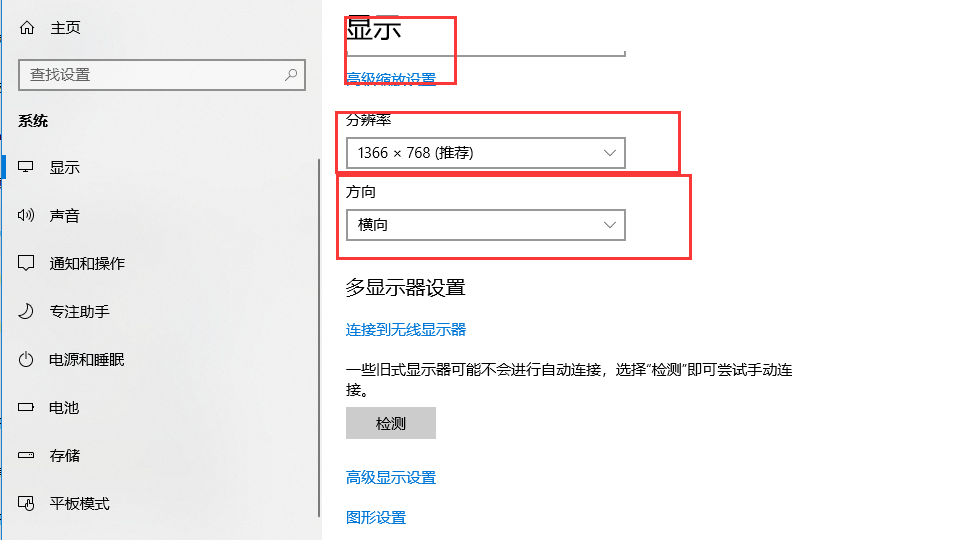 主页
查找设置
系统
显示
声音
通知和操作
专注助手
电源和睡眠
电池
存储
平板模式
显示
高级缩放设置
分辨率
1366 × 768 (推荐)
方向
横向
多显示器设置
连接到无线显示器
一些旧式显示器可能不会进行自动连接，选择"检测"即可尝试手动连
接。
检测
高级显示设置
图形设置